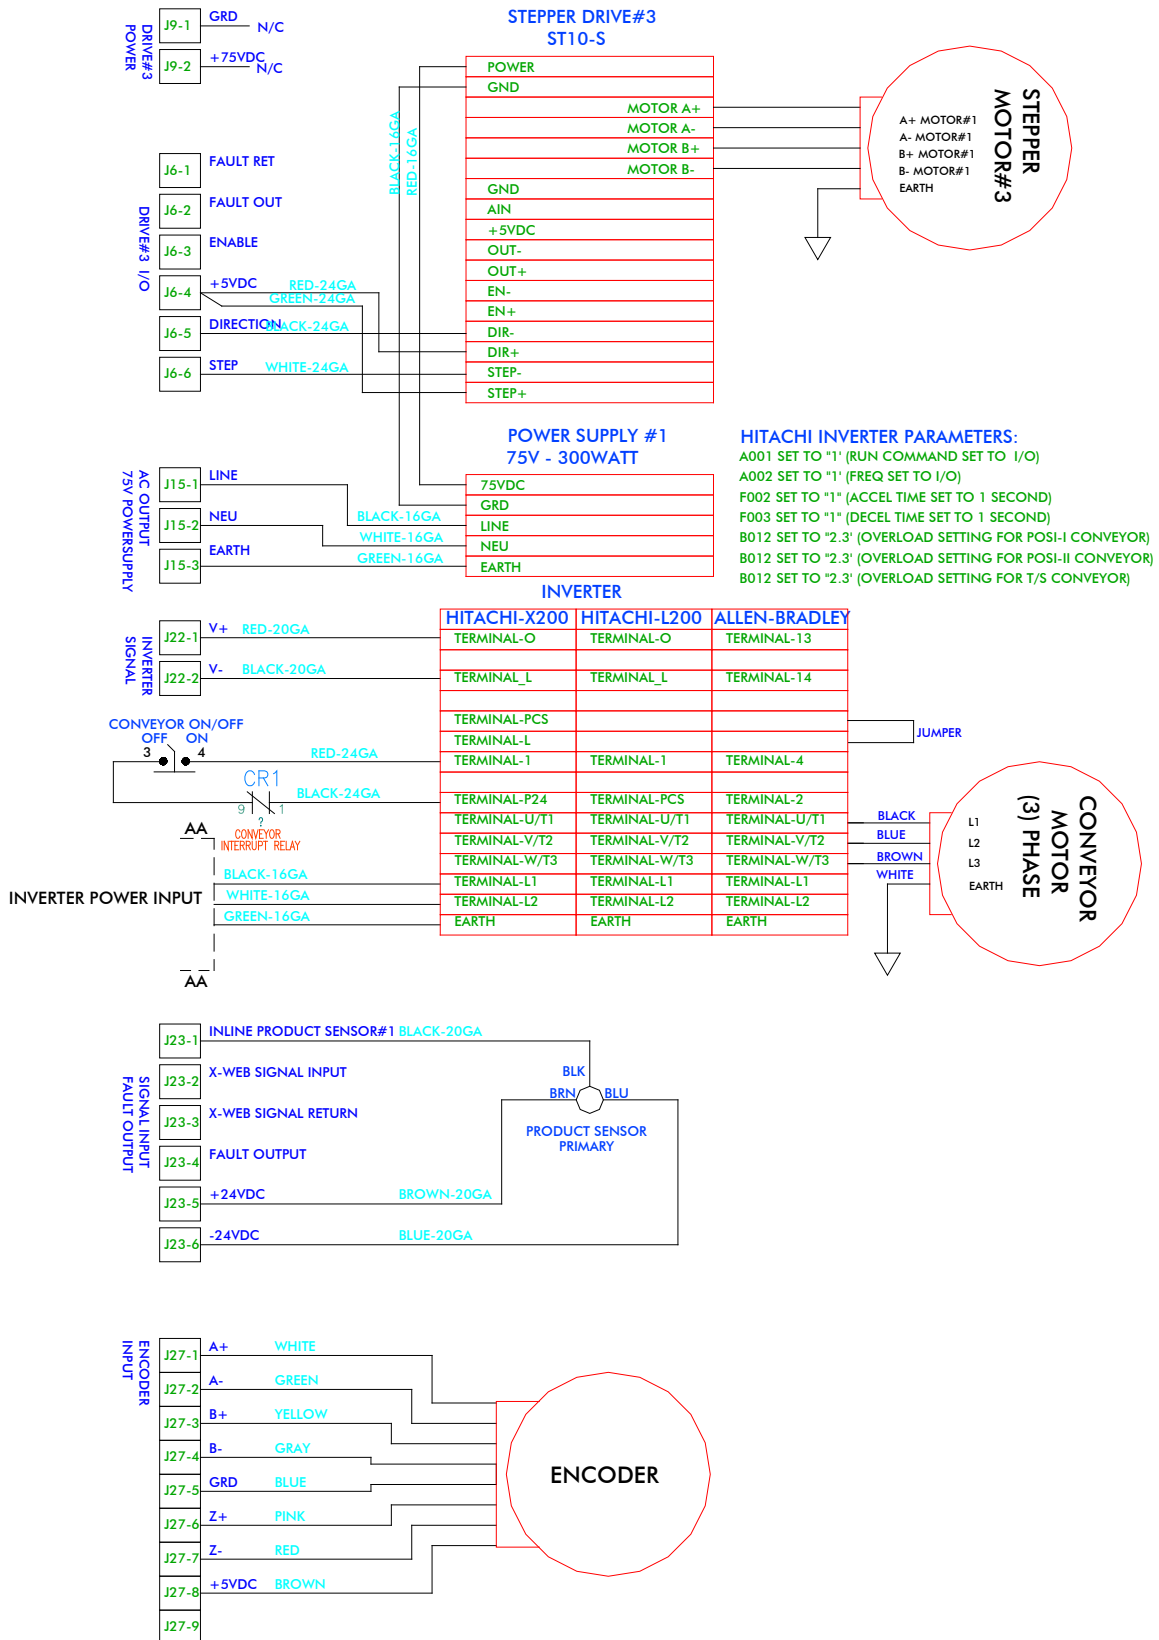 DRIVE#3
POWER
J9-1 GRD N/C
J9-2 +75VDC N/C
STEPPER DRIVE#3
ST10-S
POWER
GND
MOTOR A+
MOTOR A-
MOTOR B+
MOTOR B-
GND
AIN
+5VDC
OUT-
OUT+
EN-
EN+
DIR-
DIR+
STEP-
STEP+
BLACK-16GA
RED-16GA
A+ MOTOR#1
A- MOTOR#1
B+ MOTOR#1
B- MOTOR#1
EARTH
STEPPER
MOTOR#3
DRIVE#3 I/O
J6-1 FAULT RET
J6-2 FAULT OUT
J6-3 ENABLE
J6-4 +5VDC RED-24GA
GREEN-24GA
J6-5 DIRECTION BLACK-24GA
J6-6 STEP WHITE-24GA
POWER SUPPLY #1
75V - 300WATT
75VDC
GRD
LINE
NEU
EARTH
AC OUTPUT
75V POWERSUPPLY
J15-1 LINE
BLACK-16GA
J15-2 NEU
WHITE-16GA
J15-3 EARTH
GREEN-16GA
HITACHI INVERTER PARAMETERS:
A001 SET TO "1' (RUN COMMAND SET TO I/O)
A002 SET TO "1' (FREQ SET TO I/O)
F002 SET TO "1" (ACCEL TIME SET TO 1 SECOND)
F003 SET TO "1" (DECEL TIME SET TO 1 SECOND)
B012 SET TO "2.3' (OVERLOAD SETTING FOR POSI-I CONVEYOR)
B012 SET TO "2.3' (OVERLOAD SETTING FOR POSI-II CONVEYOR)
B012 SET TO "2.3' (OVERLOAD SETTING FOR T/S CONVEYOR)
INVERTER
HITACHI-X200 HITACHI-L200 ALLEN-BRADLEY
TERMINAL-O TERMINAL-O TERMINAL-13
TERMINAL_L TERMINAL_L TERMINAL-14
TERMINAL-PCS
TERMINAL-L
TERMINAL-1 TERMINAL-1 TERMINAL-4
TERMINAL-P24 TERMINAL-PCS TERMINAL-2
TERMINAL-U/T1 TERMINAL-U/T1 TERMINAL-U/T1
TERMINAL-V/T2 TERMINAL-V/T2 TERMINAL-V/T2
TERMINAL-W/T3 TERMINAL-W/T3 TERMINAL-W/T3
TERMINAL-L1 TERMINAL-L1 TERMINAL-L1
TERMINAL-L2 TERMINAL-L2 TERMINAL-L2
EARTH EARTH EARTH
JUMPER
INVERTER
SIGNAL
J22-1 V+ RED-20GA
J22-2 V- BLACK-20GA
CONVEYOR ON/OFF
OFF ON
3 4
RED-24GA
CR1
9 1
BLACK-24GA
?
CONVEYOR
INTERRUPT RELAY
AA
BLACK-16GA
INVERTER POWER INPUT WHITE-16GA
GREEN-16GA
AA
BLACK L1
BLUE L2
BROWN L3
WHITE EARTH
CONVEYOR
MOTOR
(3) PHASE
SIGNAL INPUT
FAULT OUTPUT
J23-1 INLINE PRODUCT SENSOR#1 BLACK-20GA
J23-2 X-WEB SIGNAL INPUT
J23-3 X-WEB SIGNAL RETURN
J23-4 FAULT OUTPUT
J23-5 +24VDC BROWN-20GA
J23-6 -24VDC BLUE-20GA
BLK
BRN BLU
PRODUCT SENSOR
PRIMARY
ENCODER
INPUT
J27-1 A+ WHITE
J27-2 A- GREEN
J27-3 B+ YELLOW
J27-4 B- GRAY
J27-5 GRD BLUE
J27-6 Z+ PINK
J27-7 Z- RED
J27-8 +5VDC BROWN
J27-9
ENCODER